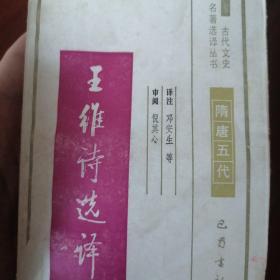 古代文史
名著选译丛书
隋唐五代
译注 邓安生 等
审阅 倪其心
王维诗选译
巴蜀书社